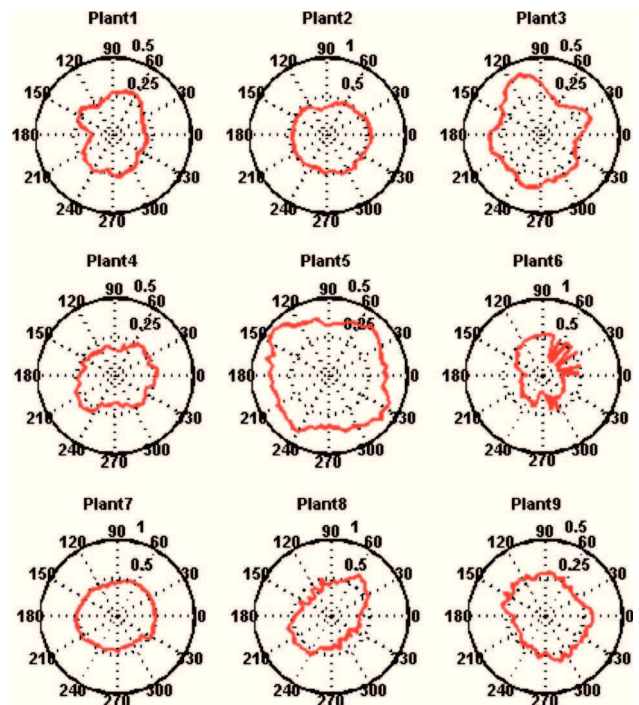 Plant1 Plant2 Plant3
90 0.5 90 1 90 0.5
120 60 120 60 120 60
0.25 0.5 0.25
150 30 150 30 150 30
180 0 180 0 180 0
210 330 210 330 210 330
240 300 240 300 240 300
270 270 270
Plant4 Plant5 Plant6
90 0.5 90 0.5 90 1
120 60 120 60 120 60
0.25 0.25 0.5
150 30 150 30 150 30
180 0 180 0 180 0
210 330 210 330 210 330
240 300 240 300 240 300
270 270 270
Plant7 Plant8 Plant9
90 1 90 1 90 0.5
120 60 120 60 120 60
0.5 0.5 0.25
150 30 150 30 150 30
180 0 180 0 180 0
210 330 210 330 210 330
240 300 240 300 240 300
270 270 270